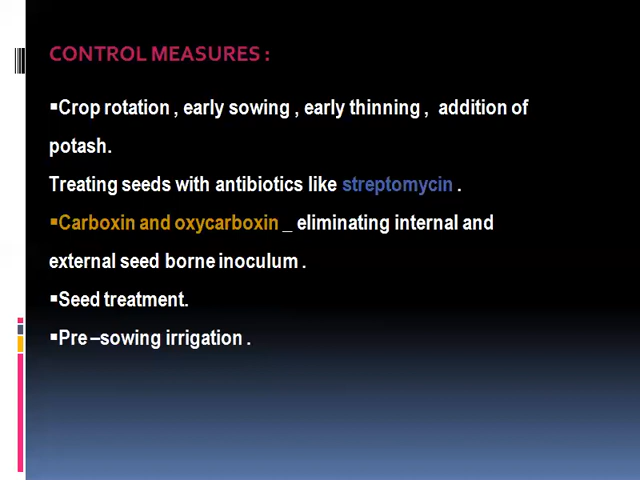 CONTROL MEASURES :
▪Crop rotation , early sowing , early thinning , addition of
potash.
Treating seeds with antibiotics like streptomycin .
▪Carboxin and oxycarboxin _ eliminating internal and
external seed borne inoculum .
▪Seed treatment.
▪Pre –sowing irrigation .